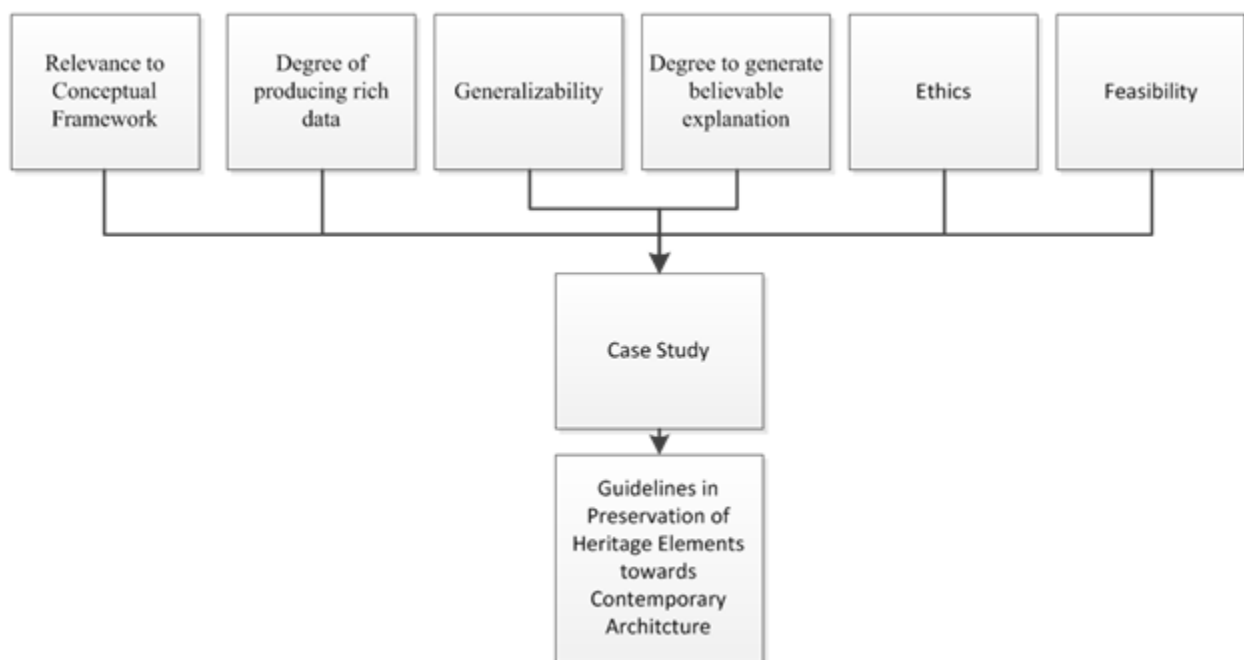 Relevance to
Conceptual
Framework
Degree of
producing rich
data
Generalizability
Degree to generate
believable
explanation
Ethics
Feasibility
Case Study
Guidelines in
Preservation of
Heritage Elements
towards
Contemporary
Architcture